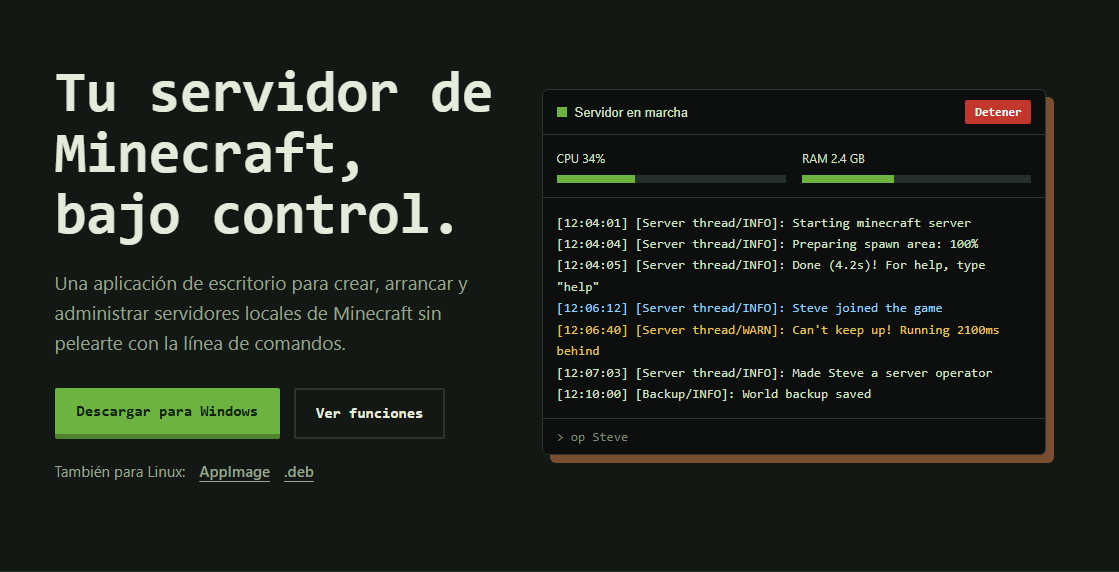 Tu servidor de
Minecraft,
bajo control.
Una aplicación de escritorio para crear, arrancar y
administrar servidores locales de Minecraft sin
pelearte con la línea de comandos.
Descargar para Windows
Ver funciones
También para Linux: AppImage .deb
Servidor en marcha
Detener
CPU 34%
RAM 2.4 GB
[12:04:01] [Server thread/INFO]: Starting minecraft server
[12:04:04] [Server thread/INFO]: Preparing spawn area: 100%
[12:04:05] [Server thread/INFO]: Done (4.2s)! For help, type
"help"
[12:06:12] [Server thread/INFO]: Steve joined the game
[12:06:40] [Server thread/WARN]: Can't keep up! Running 2100ms
behind
[12:07:03] [Server thread/INFO]: Made Steve a server operator
[12:10:00] [Backup/INFO]: World backup saved
> op Steve